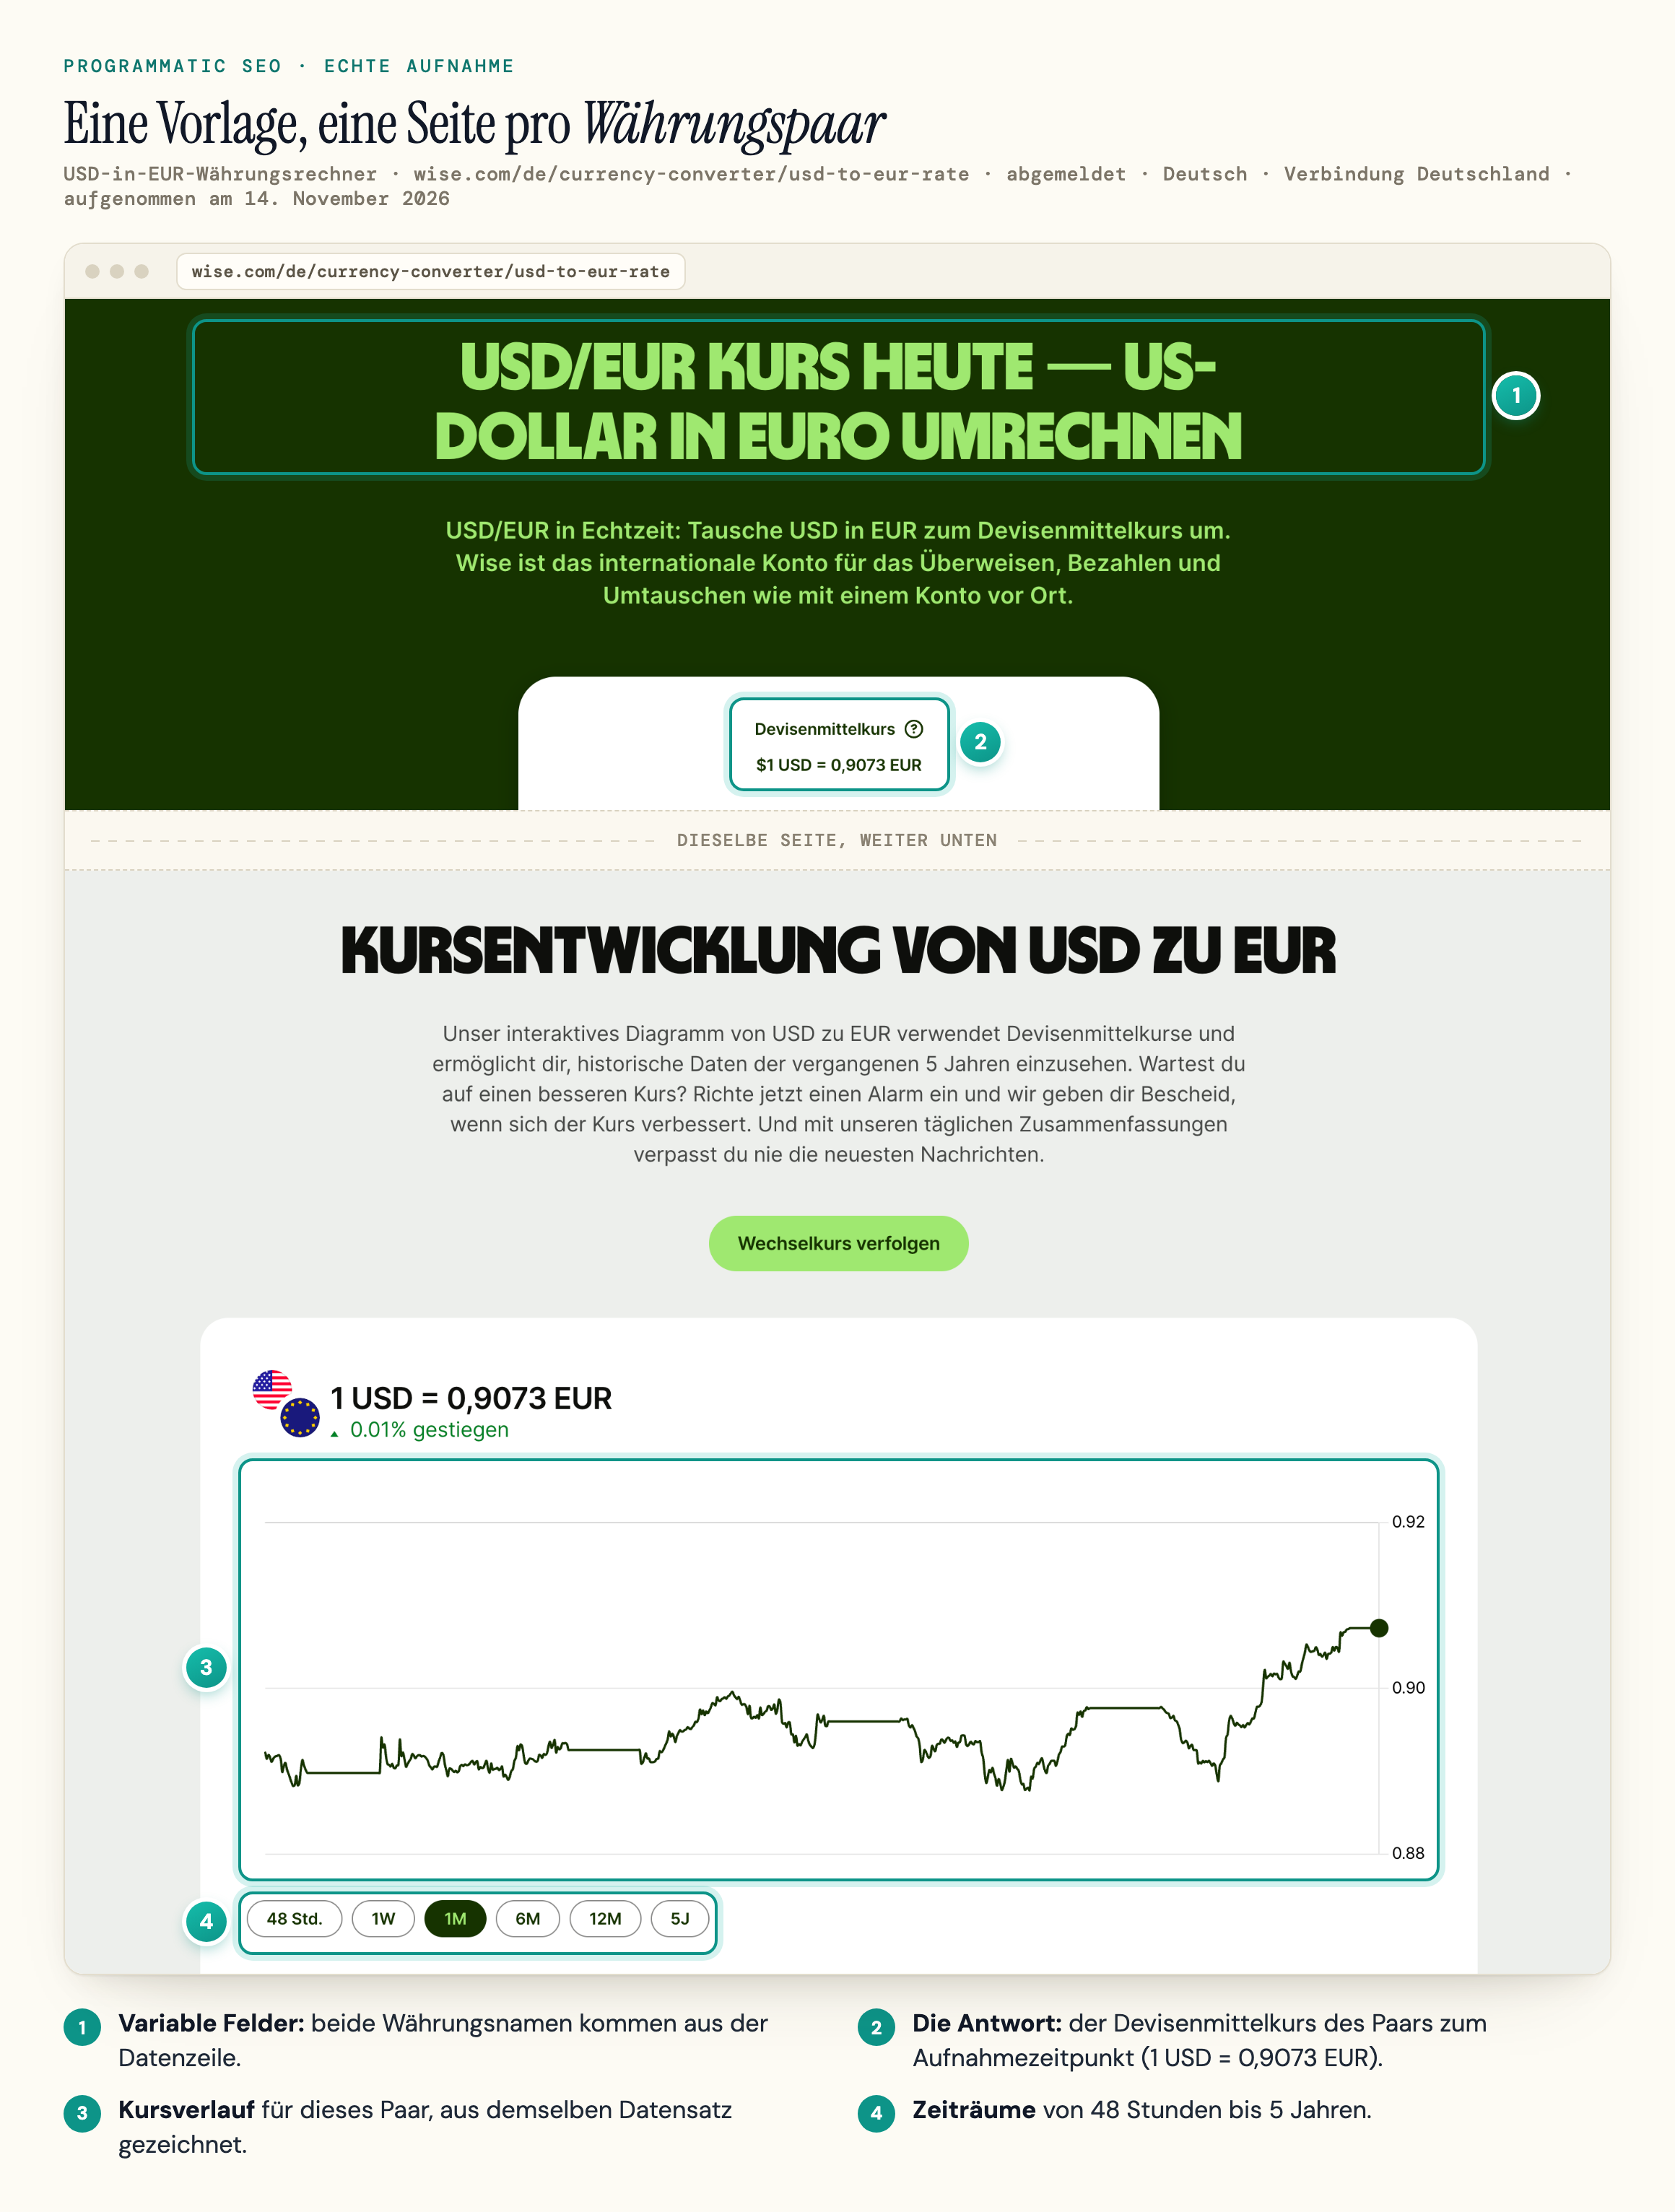 PROGRAMMATIC SEO · ECHTE AUFNAHME
Eine Vorlage, eine Seite pro Währungspaar
USD-in-EUR-Währungsrechner · wise.com/de/currency-converter/usd-to-eur-rate · abgemeldet · Deutsch · Verbindung Deutschland ·
aufgenommen am 14. November 2026
wise.com/de/currency-converter/usd-to-eur-rate
USD/EUR KURS HEUTE — US-
DOLLAR IN EURO UMRECHNEN
1
USD/EUR in Echtzeit: Tausche USD in EUR zum Devisenmittelkurs um.
Wise ist das internationale Konto für das Überweisen, Bezahlen und
Umtauschen wie mit einem Konto vor Ort.
Devisenmittelkurs ?
$1 USD = 0,9073 EUR
2
DIESELBE SEITE, WEITER UNTEN
KURSENTWICKLUNG VON USD ZU EUR
Unser interaktives Diagramm von USD zu EUR verwendet Devisenmittelkurse und
ermöglicht dir, historische Daten der vergangenen 5 Jahren einzusehen. Wartest du
auf einen besseren Kurs? Richte jetzt einen Alarm ein und wir geben dir Bescheid,
wenn sich der Kurs verbessert. Und mit unseren täglichen Zusammenfassungen
verpasst du nie die neuesten Nachrichten.
Wechselkurs verfolgen
1 USD = 0,9073 EUR
0.01% gestiegen
0.92
3
0.90
0.88
4
48 Std. 1W 1M 6M 12M 5J
1 Variable Felder: beide Währungsnamen kommen aus der
Datenzeile.
2 Die Antwort: der Devisenmittelkurs des Paars zum
Aufnahmezeitpunkt (1 USD = 0,9073 EUR).
3 Kursverlauf für dieses Paar, aus demselben Datensatz
gezeichnet.
4 Zeiträume von 48 Stunden bis 5 Jahren.